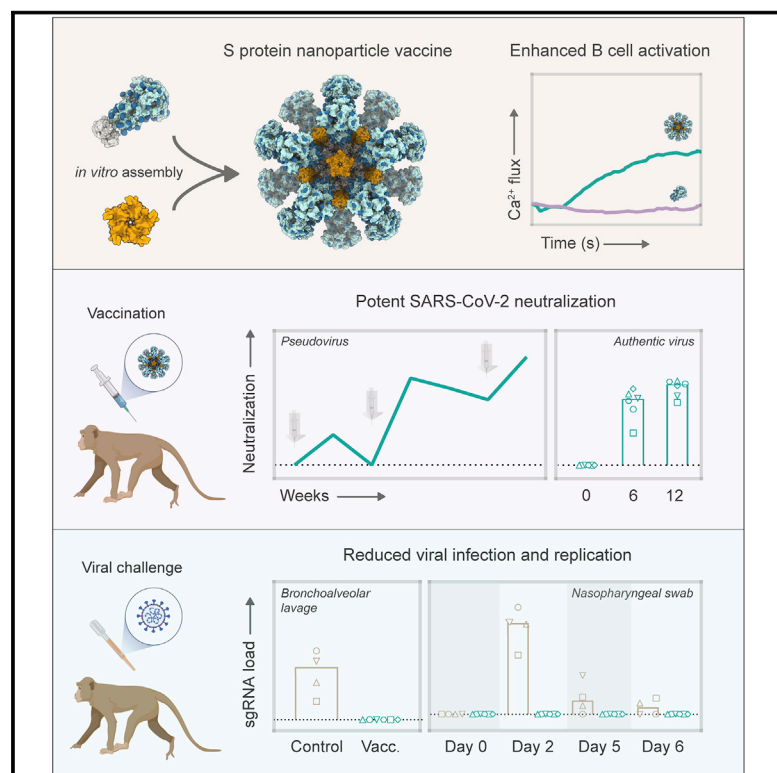 S protein nanoparticle vaccine
Enhanced B cell activation
in vitro assembly
Ca²⁺ flux
Time (s)
Potent SARS-CoV-2 neutralization
Vaccination
Neutralization
Pseudovirus
Weeks
Authentic virus
0 6 12
Reduced viral infection and replication
Viral challenge
sgRNA load
Bronchoalveolar
lavage
Nasopharyngeal swab
Control Vacc. Day 0 Day 2 Day 5 Day 6